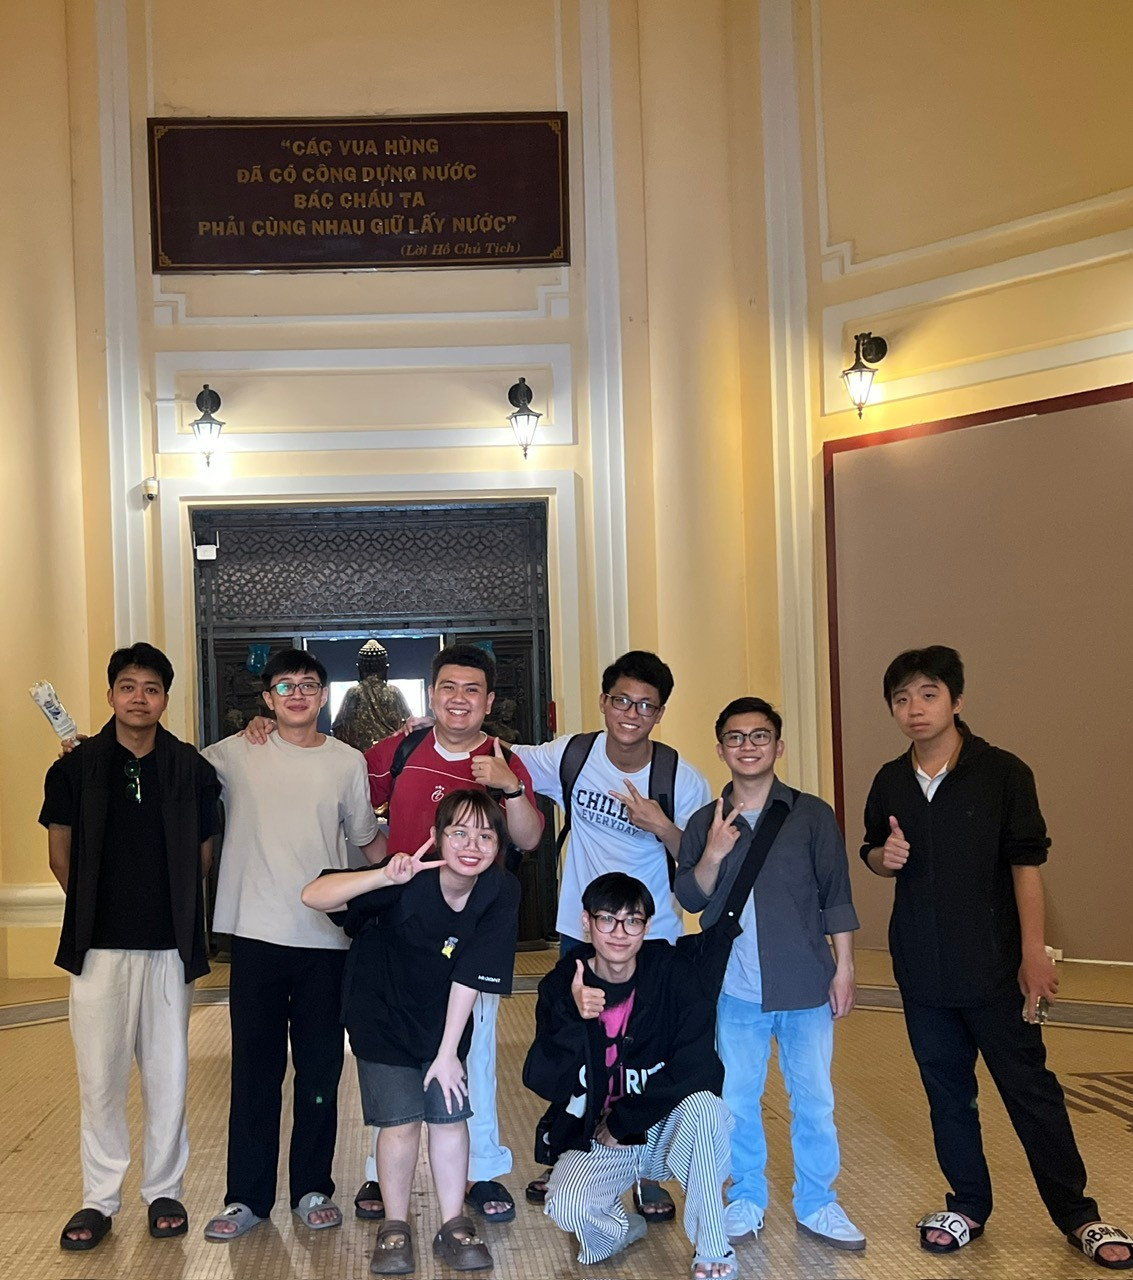 “CÁC VUA HÙNG
ĐÃ CÓ CÔNG DỰNG NƯỚC
BÁC CHÁU TA
PHẢI CÙNG NHAU GIỮ LẤY NƯỚC”
(Lời Hồ Chủ Tịch)
CHILL
EVERYDAY